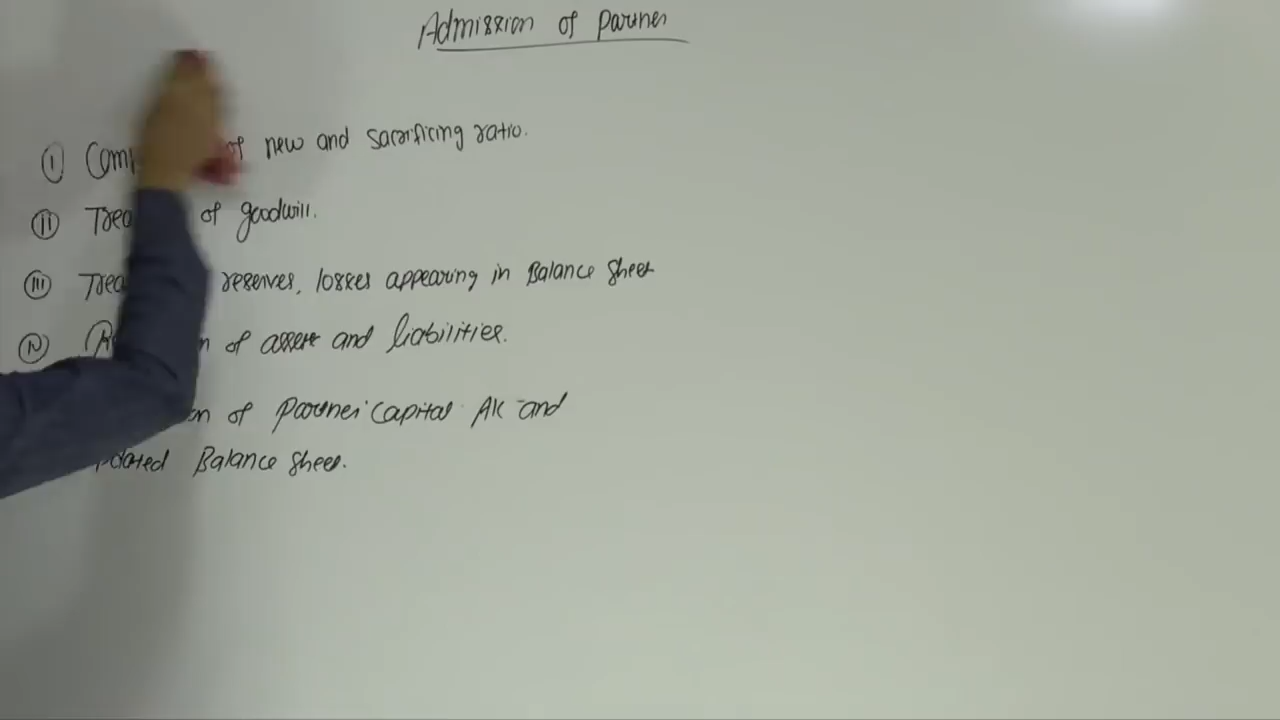 Admission of Partner
(I) of new and sacrificing ratio.
(II) of goodwill.
(III) reserves, losses appearing in Balance Sheet
(IV) of assets and liabilities.
of Partner' Capital A/c and
Balance Sheet.